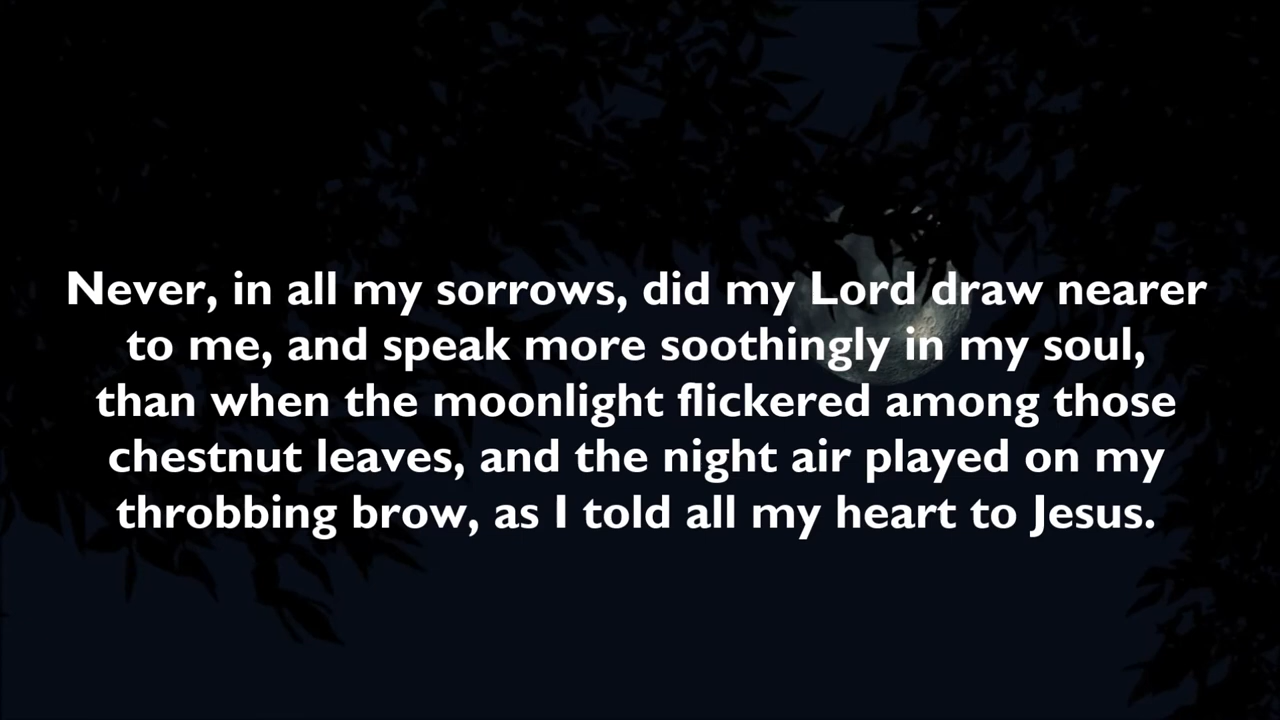 Never, in all my sorrows, did my Lord draw nearer
to me, and speak more soothingly in my soul,
than when the moonlight flickered among those
chestnut leaves, and the night air played on my
throbbing brow, as I told all my heart to Jesus.